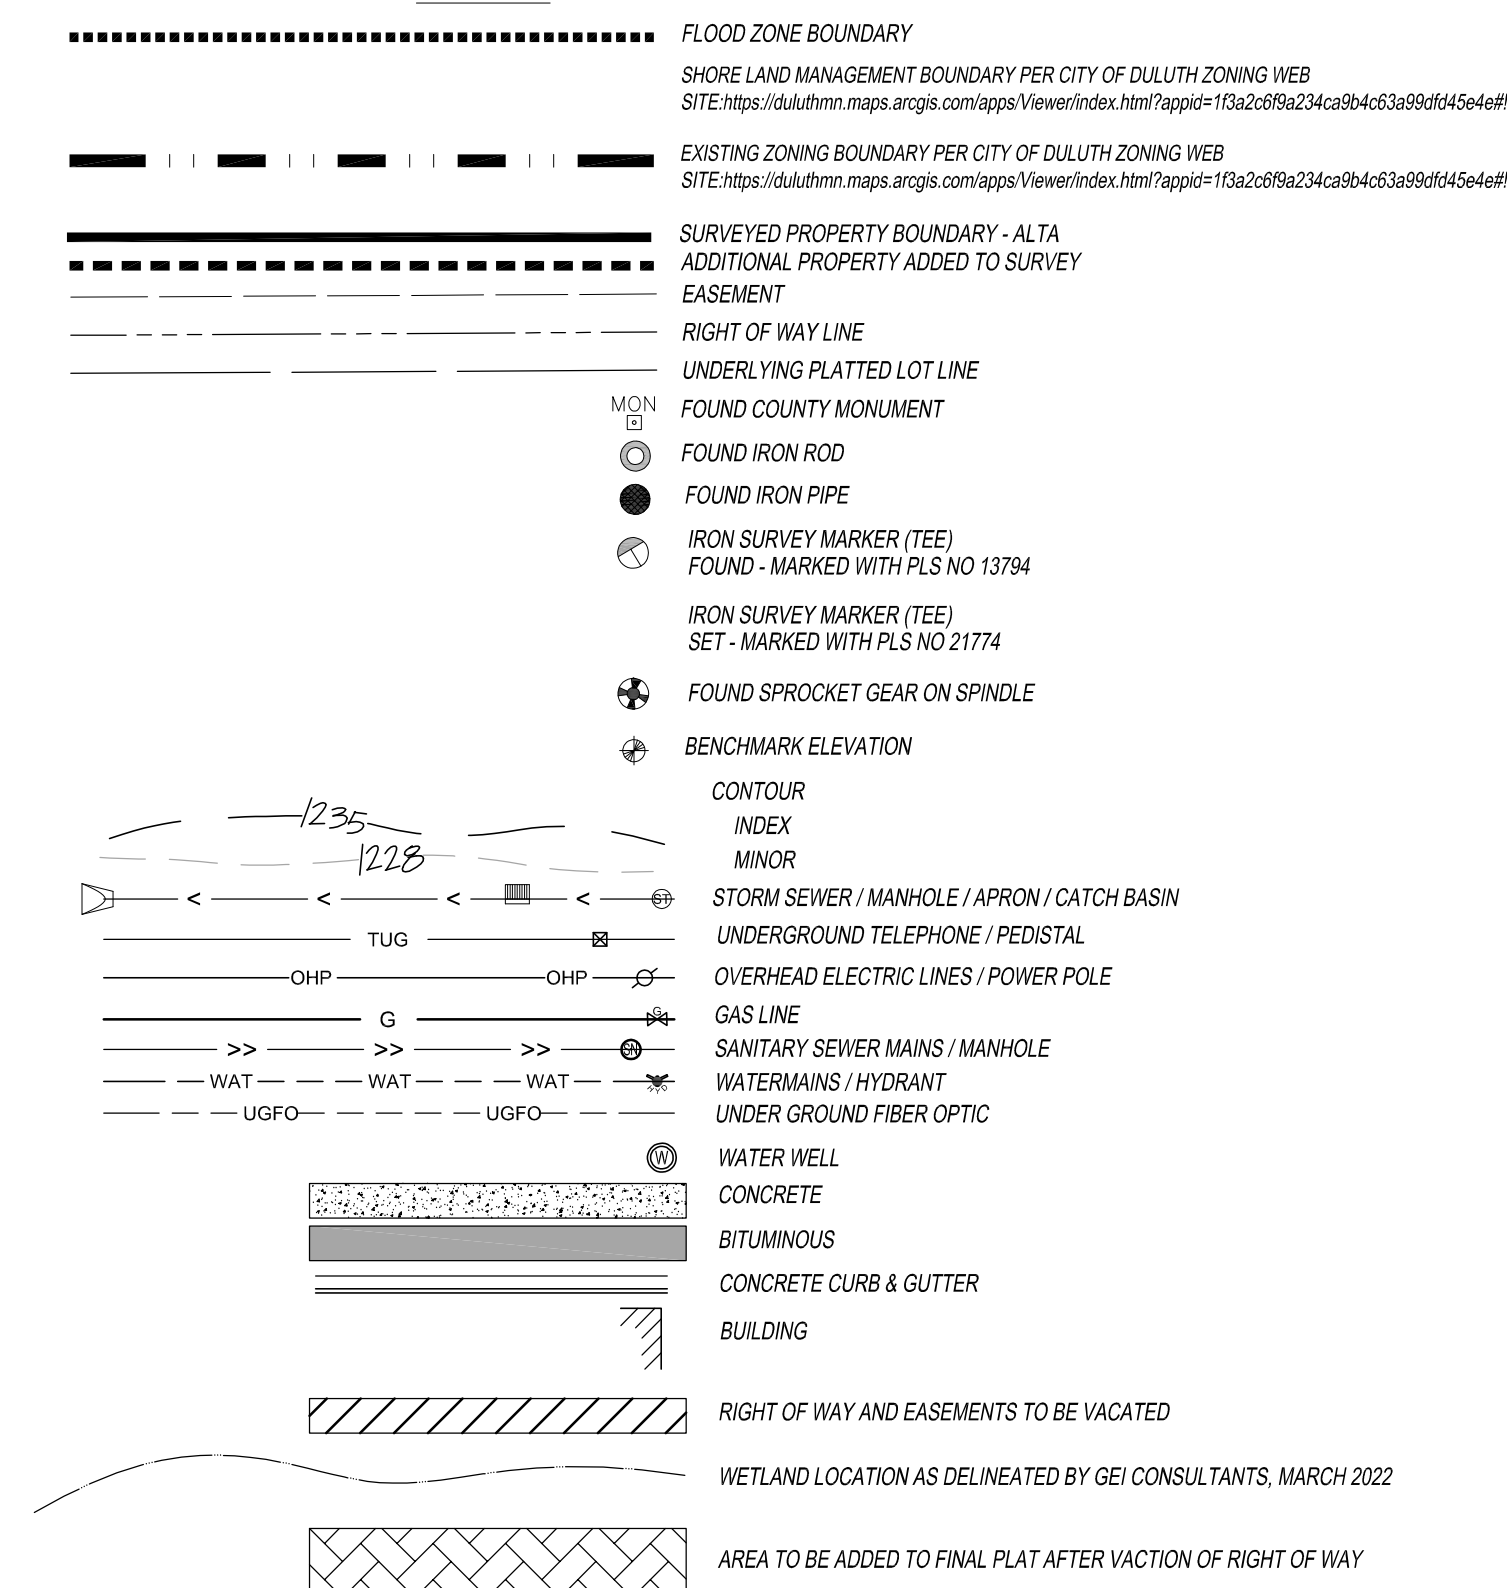 FLOOD ZONE BOUNDARY
SHORE LAND MANAGEMENT BOUNDARY PER CITY OF DULUTH ZONING WEB
SITE:https://duluthmn.maps.arcgis.com/apps/Viewer/index.html?appid=1f3a2c6f9a234ca9b4c63a99dfd45e4e#!
EXISTING ZONING BOUNDARY PER CITY OF DULUTH ZONING WEB
SITE:https://duluthmn.maps.arcgis.com/apps/Viewer/index.html?appid=1f3a2c6f9a234ca9b4c63a99dfd45e4e#!
SURVEYED PROPERTY BOUNDARY - ALTA
ADDITIONAL PROPERTY ADDED TO SURVEY
EASEMENT
RIGHT OF WAY LINE
UNDERLYING PLATTED LOT LINE
MON FOUND COUNTY MONUMENT
FOUND IRON ROD
FOUND IRON PIPE
IRON SURVEY MARKER (TEE)
FOUND - MARKED WITH PLS NO 13794
IRON SURVEY MARKER (TEE)
SET - MARKED WITH PLS NO 21774
FOUND SPROCKET GEAR ON SPINDLE
BENCHMARK ELEVATION
CONTOUR
1235 INDEX
1228 MINOR
< < < < ST STORM SEWER / MANHOLE / APRON / CATCH BASIN
TUG UNDERGROUND TELEPHONE / PEDISTAL
OHP OHP OVERHEAD ELECTRIC LINES / POWER POLE
G G GAS LINE
>> >> >> SN SANITARY SEWER MAINS / MANHOLE
WAT WAT WAT HYD WATERMAINS / HYDRANT
UGFO UGFO UNDER GROUND FIBER OPTIC
W WATER WELL
CONCRETE
BITUMINOUS
CONCRETE CURB & GUTTER
BUILDING
RIGHT OF WAY AND EASEMENTS TO BE VACATED
WETLAND LOCATION AS DELINEATED BY GEI CONSULTANTS, MARCH 2022
AREA TO BE ADDED TO FINAL PLAT AFTER VACTION OF RIGHT OF WAY